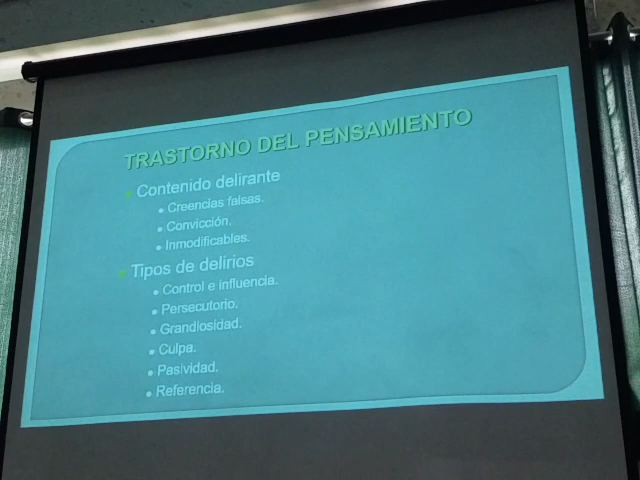 TRASTORNO DEL PENSAMIENTO
• Contenido delirante
• Creencias falsas.
• Convicción.
• Inmodificables.
• Tipos de delirios
• Control e influencia.
• Persecutorio.
• Grandiosidad.
• Culpa.
• Pasividad.
• Referencia.